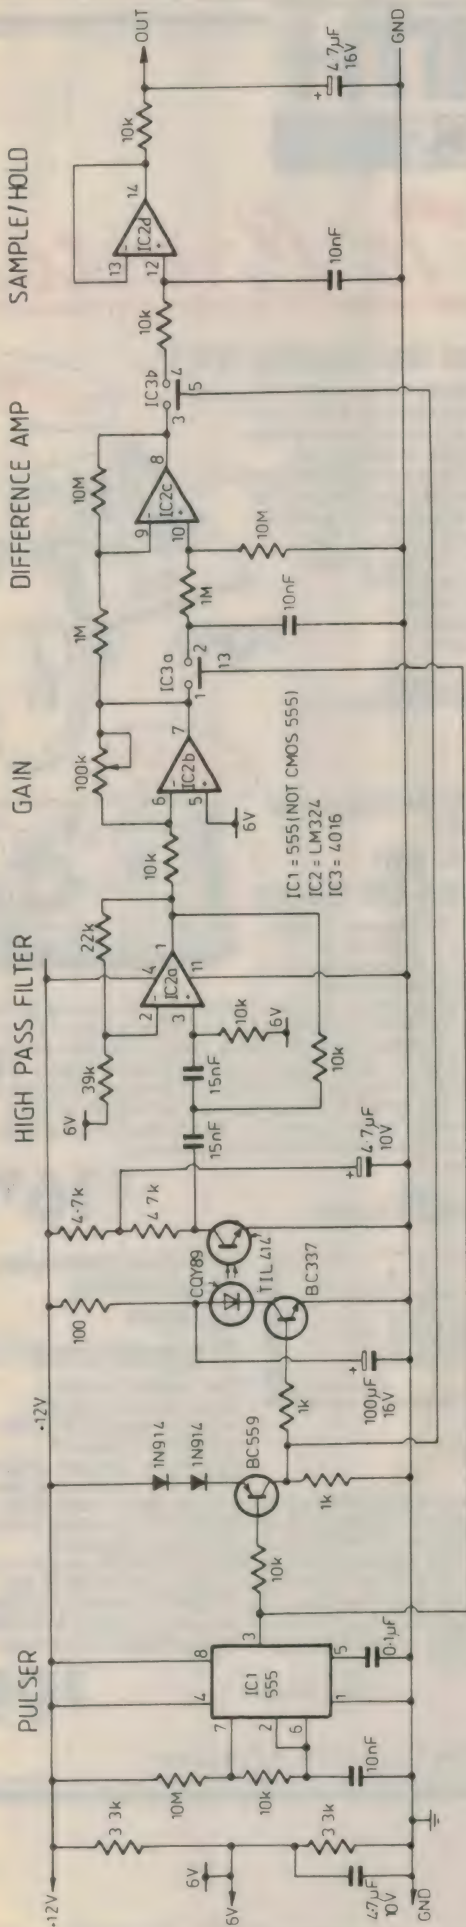 PULSER
HIGH PASS FILTER
GAIN
DIFFERENCE AMP
SAMPLE/HOLD
+12V
3.3k
6V
6V
3.3k
4.7µF
10V
GND
10M
10k
10nF
4
8
7
2
6
IC1
555
3
1
5
0.1µF
10k
1N914
1N914
BC559
1k
1k
+12V
100
CQY89
TIL414
BC337
+
100µF
16V
4.7k
4.7k
+
4.7µF
10V
15nF
15nF
6V
39k
22k
2
3
4
11
1
IC2a
10k
6V
10k
10k
100k
6
5
7
IC2b
6V
IC1 = 555 (NOT CMOS 555)
IC2 = LM324
IC3 = 4016
1
2
IC3a
13
1M
1M
10nF
10M
9
10
8
IC2c
10M
3
4
IC3b
5
10k
10nF
13
12
14
IC2d
10k
OUT
+
4.7µF
16V
GND